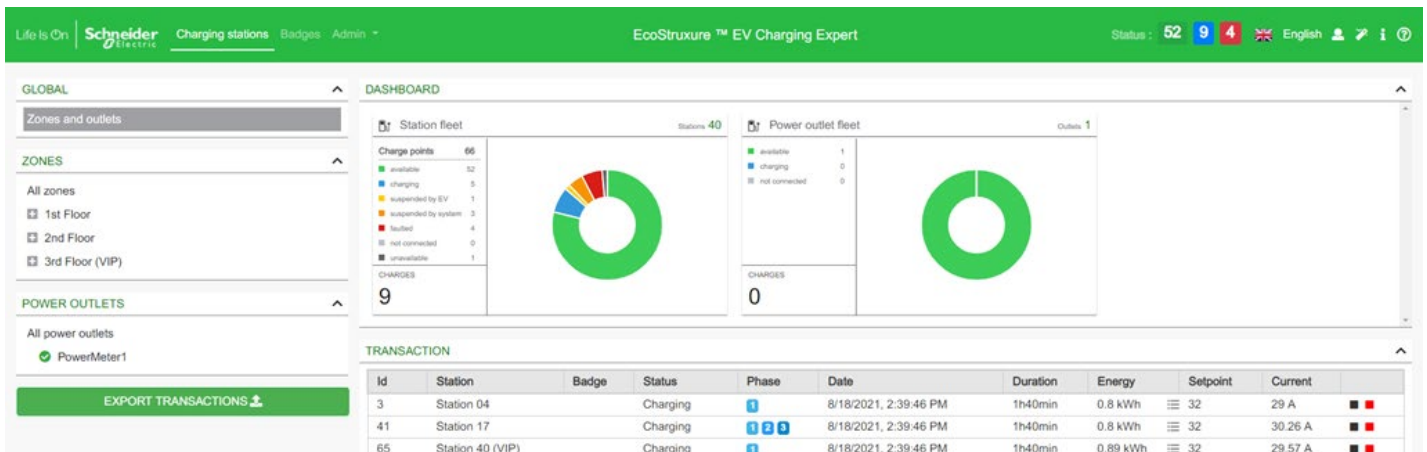 Life Is On | Schneider Electric Charging stations Badges Admin EcoStruxure ™ EV Charging Expert Status : 52 9 4 English
GLOBAL
Zones and outlets
ZONES
All zones
1st Floor
2nd Floor
3rd Floor (VIP)
POWER OUTLETS
All power outlets
PowerMeter1
EXPORT TRANSACTIONS
DASHBOARD
Station fleet Stations 40
Charge points 66
available 52
charging 5
suspended by EV 1
suspended by system 3
faulted 4
not connected 0
unavailable 1
CHARGES
9
Power outlet fleet Outlets 1
available 1
charging 0
not connected 0
CHARGES
0
TRANSACTION
Id Station Badge Status Phase Date Duration Energy Setpoint Current
3 Station 04 Charging 1 8/18/2021, 2:39:46 PM 1h40min 0.8 kWh 32 29 A
41 Station 17 Charging 1 2 3 8/18/2021, 2:39:46 PM 1h40min 0.8 kWh 32 30.26 A
65 Station 40 (VIP) Charging 1 8/18/2021, 2:39:46 PM 1h40min 0.89 kWh 32 29.57 A